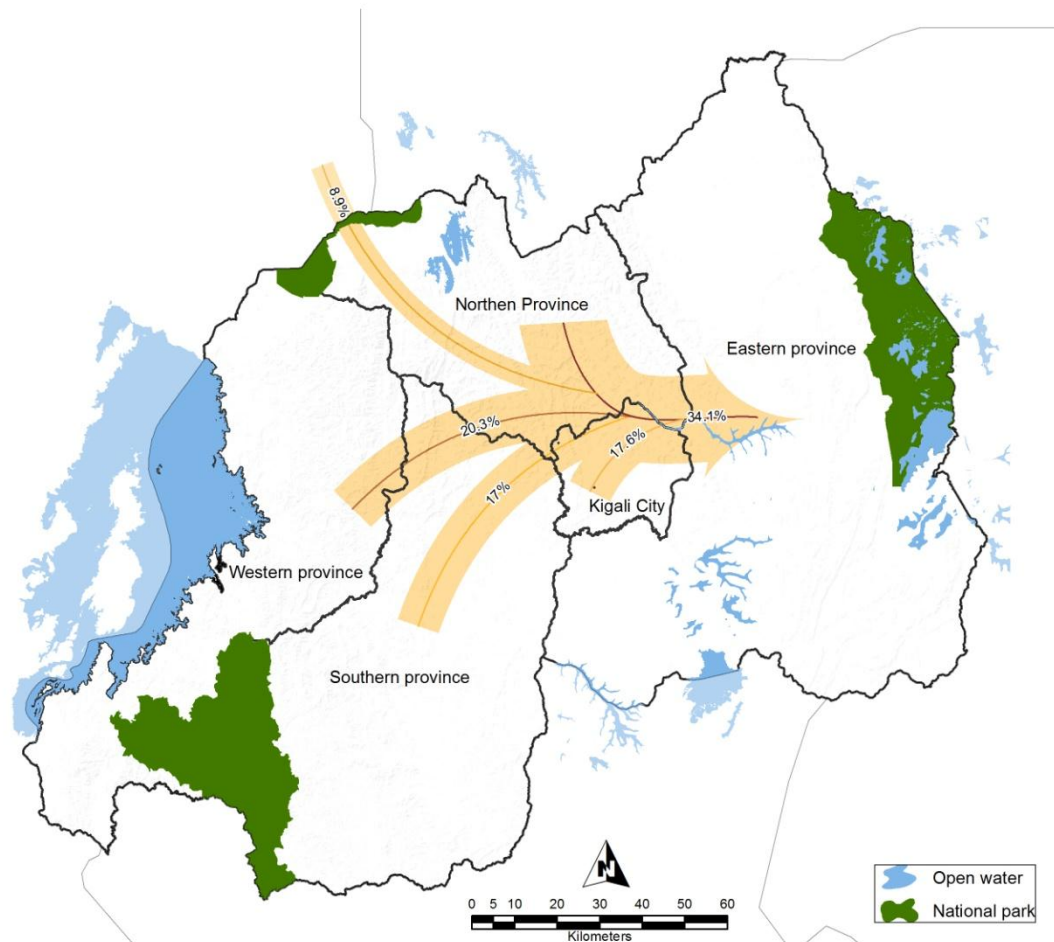 8.9%
Northen Province
Eastern province
20.3%
34.1%
17.6%
17%
Kigali City
Western province
Southern province
N
0 5 10 20 30 40 50 60
Kilometers
Open water
National park